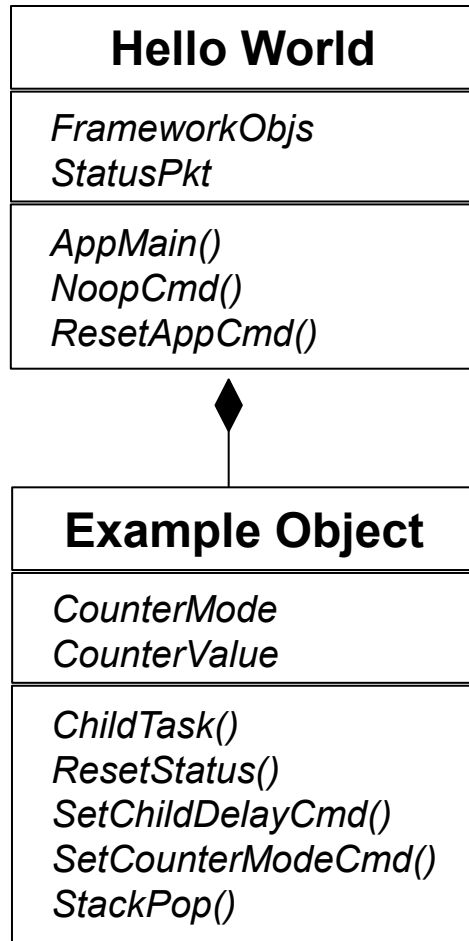 Hello World
FrameworkObjs
StatusPkt
AppMain()
NoopCmd()
ResetAppCmd()
Example Object
CounterMode
CounterValue
ChildTask()
ResetStatus()
SetChildDelayCmd()
SetCounterModeCmd()
StackPop()